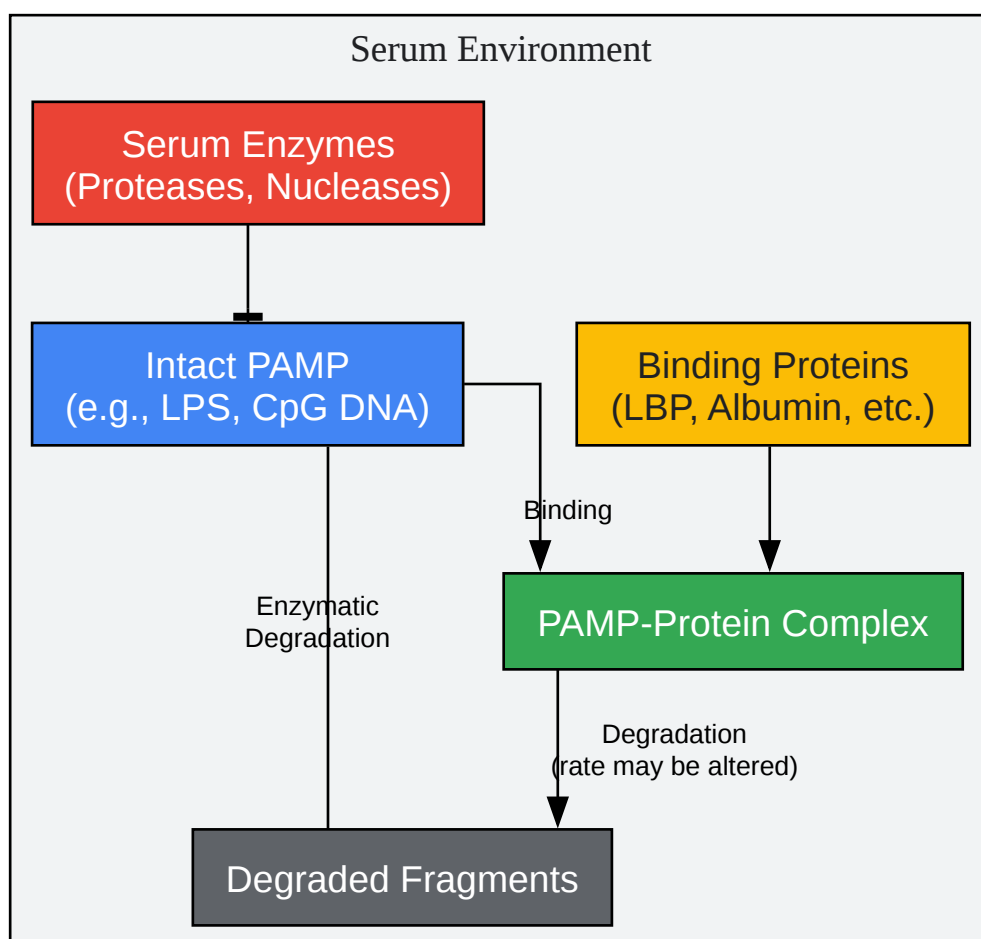 Serum Environment
Serum Enzymes
(Proteases, Nucleases)
Intact PAMP
(e.g., LPS, CpG DNA)
Binding Proteins
(LBP, Albumin, etc.)
Binding
Enzymatic
Degradation
PAMP-Protein Complex
Degradation
(rate may be altered)
Degraded Fragments